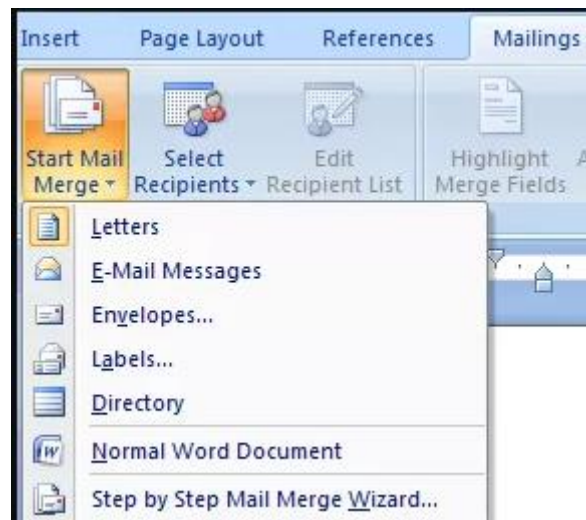 Insert Page Layout References Mailings
Start Mail Merge Select Recipients Edit Recipient List Highlight Merge Fields
Letters
E-Mail Messages
Envelopes...
Labels...
Directory
Normal Word Document
Step by Step Mail Merge Wizard...